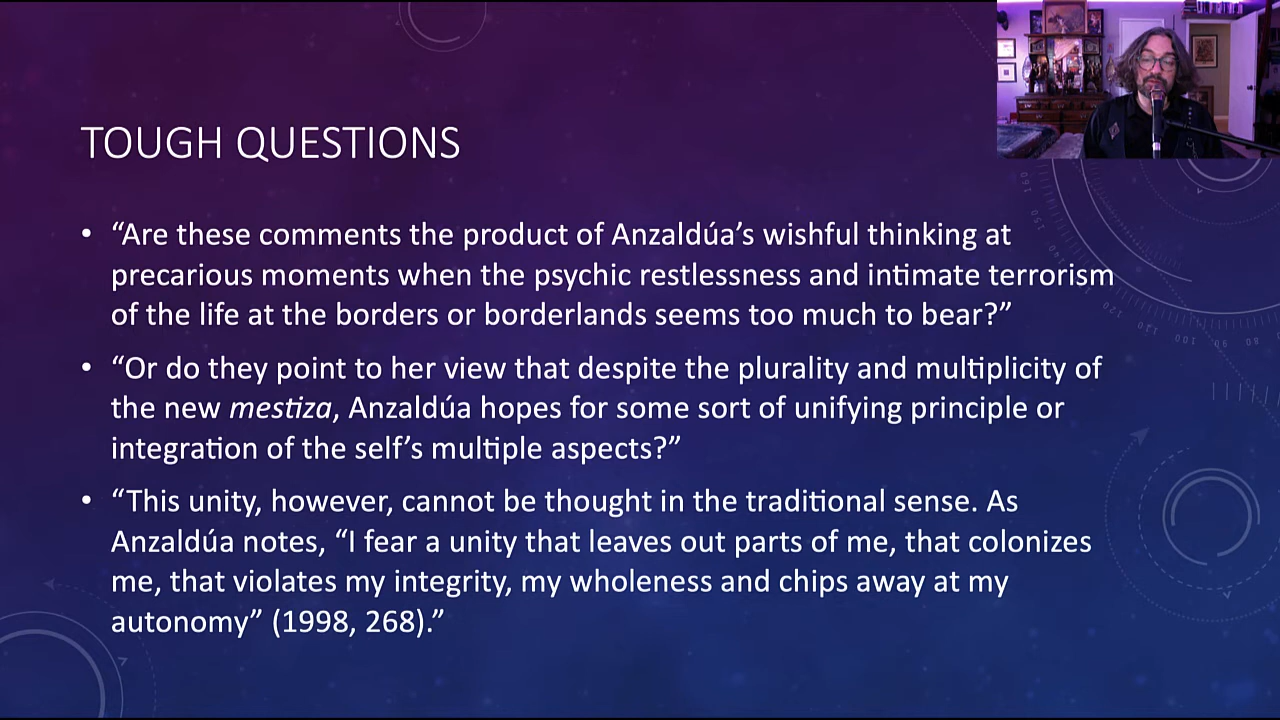 TOUGH QUESTIONS
• “Are these comments the product of Anzaldúa’s wishful thinking at
precarious moments when the psychic restlessness and intimate terrorism
of the life at the borders or borderlands seems too much to bear?”
• “Or do they point to her view that despite the plurality and multiplicity of
the new mestiza, Anzaldúa hopes for some sort of unifying principle or
integration of the self’s multiple aspects?”
• “This unity, however, cannot be thought in the traditional sense. As
Anzaldúa notes, “I fear a unity that leaves out parts of me, that colonizes
me, that violates my integrity, my wholeness and chips away at my
autonomy” (1998, 268).”